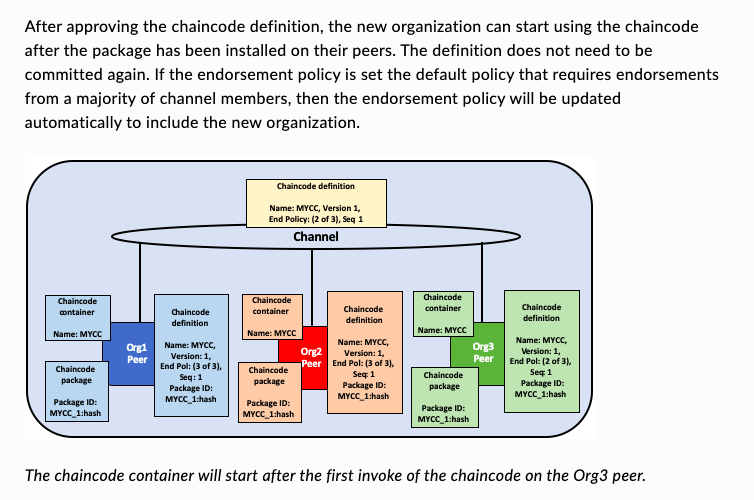 After approving the chaincode definition, the new organization can start using the chaincode
after the package has been installed on their peers. The definition does not need to be
committed again. If the endorsement policy is set the default policy that requires endorsements
from a majority of channel members, then the endorsement policy will be updated
automatically to include the new organization.
Chaincode definition
Name: MYCC, Version 1,
End Policy: (2 of 3), Seq 1
Channel
Chaincode
container
Name: MYCC
Org1
Peer
Chaincode
package
Package ID:
MYCC_1:hash
Chaincode
definition
Name: MYCC,
Version: 1,
End Pol: (3 of 3),
Seq: 1
Package ID:
MYCC_1:hash
Chaincode
container
Name: MYCC
Org2
Peer
Chaincode
package
Package ID:
MYCC_1:hash
Chaincode
definition
Name: MYCC,
Version: 1,
End Pol: (3 of 3),
Seq: 1
Package ID:
MYCC_1:hash
Chaincode
container
Name: MYCC
Org3
Peer
Chaincode
package
Package ID:
MYCC_1:hash
Chaincode
definition
Name: MYCC,
Version: 1,
End Pol: (2 of 3),
Seq: 1
Package ID:
MYCC_1:hash
The chaincode container will start after the first invoke of the chaincode on the Org3 peer.